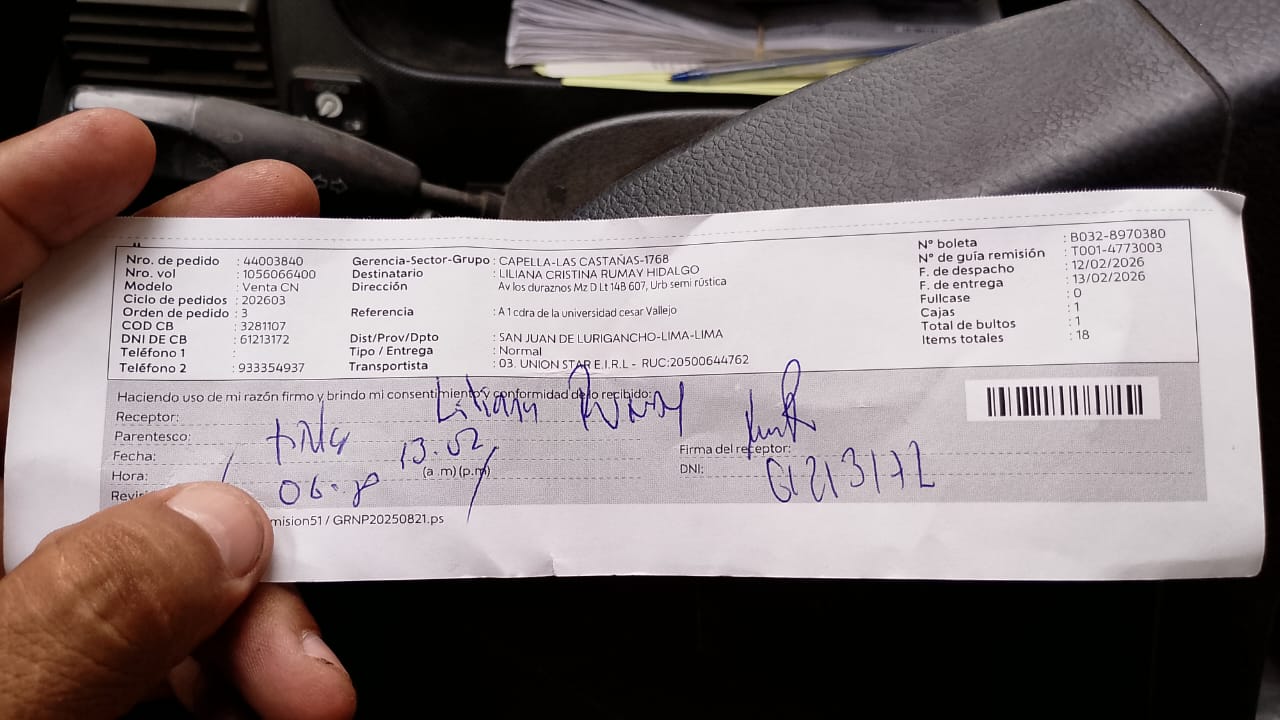 Nro. de pedido : 44003840
Nro. vol : 1056066400
Modelo : Venta CN
Ciclo de pedidos : 202603
Orden de pedido : 3
COD CB : 3281107
DNI DE CB : 61213172
Teléfono 1 :
Teléfono 2 : 933354937
Gerencia-Sector-Grupo : CAPELLA-LAS CASTAÑAS-1768
Destinatario : LILIANA CRISTINA RUMAY HIDALGO
Dirección Av los duraznos Mz D Lt 14B 607, Urb semi rústica
Referencia : A 1 cdra de la universidad cesar Vallejo
Dist/Prov/Dpto : SAN JUAN DE LURIGANCHO-LIMA-LIMA
Tipo / Entrega : Normal
Transportista : 03. UNION STAR E.I.R.L - RUC:20500644762
N° boleta : B032-8970380
N° de guía remisión : T001-4773003
F. de despacho : 12/02/2026
F. de entrega : 13/02/2026
Fullcase : 0
Cajas : 1
Total de bultos : 1
Items totales : 18
Haciendo uso de mi razón firmo y brindo mi consentimiento y conformidad de lo recibido:
Receptor: Liliana Rumay
Parentesco:
Fecha: 13.02
Hora: (a .m) (p.m)
Firma del receptor:
DNI: 61213172
mision51 / GRNP20250821.ps